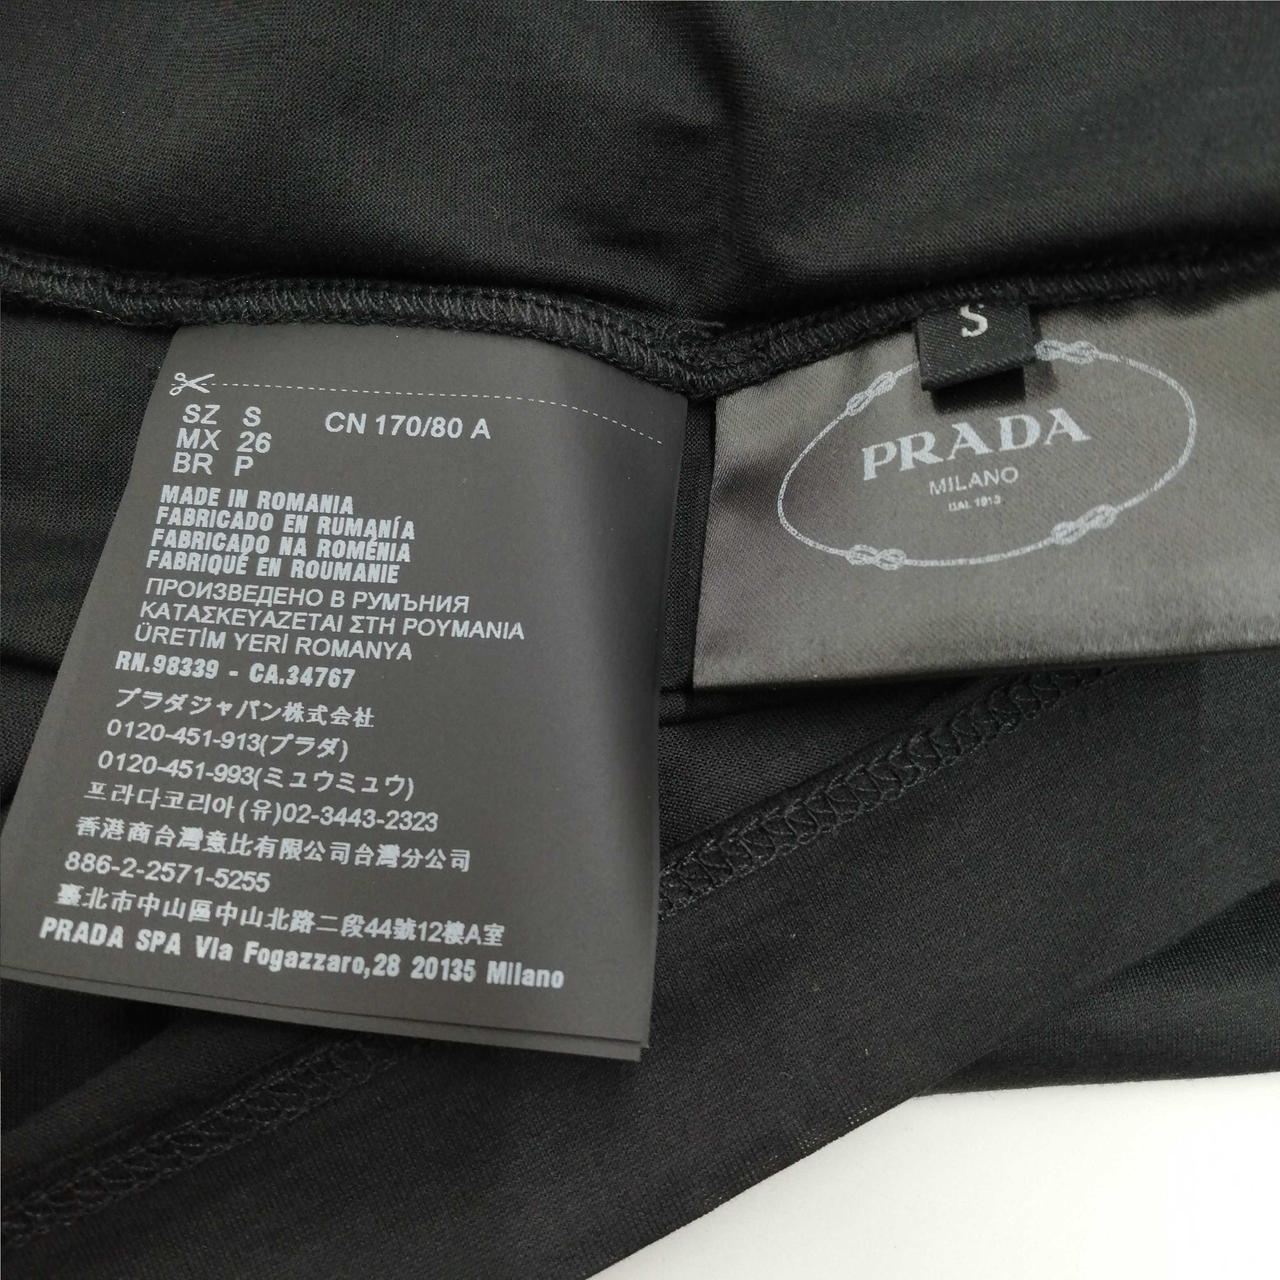 SZ S CN 170/80 A
MX 26
BR P
MADE IN ROMANIA
FABRICADO EN RUMANÍA
FABRICADO NA ROMÉNIA
FABRIQUÉ EN ROUMANIE
ПРОИЗВЕДЕНО В РУМЪНИЯ
ΚΑΤΑΣΚΕΥΑΖΕΤΑΙ ΣΤΗ ΡΟΥΜΑΝΙΑ
ÜRETİM YERİ ROMANYA
RN.98339 - CA.34767
プラダジャパン株式会社
0120-451-913(プラダ)
0120-451-993(ミュウミュウ)
프라다코리아(유)02-3443-2323
香港商台灣意比有限公司台灣分公司
886-2-2571-5255
臺北市中山區中山北路二段44號12樓A室
PRADA SPA Via Fogazzaro,28 20135 Milano
S
PRADA
MILANO
DAL 1913